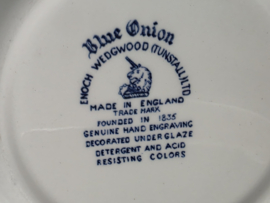 Blue Onion
ENOCH WEDGWOOD (TUNSTALL) LTD
MADE IN ENGLAND
TRADE MARK
FOUNDED IN 1835
GENUINE HAND ENGRAVING
DECORATED UNDER GLAZE
DETERGENT AND ACID
RESISTING COLORS